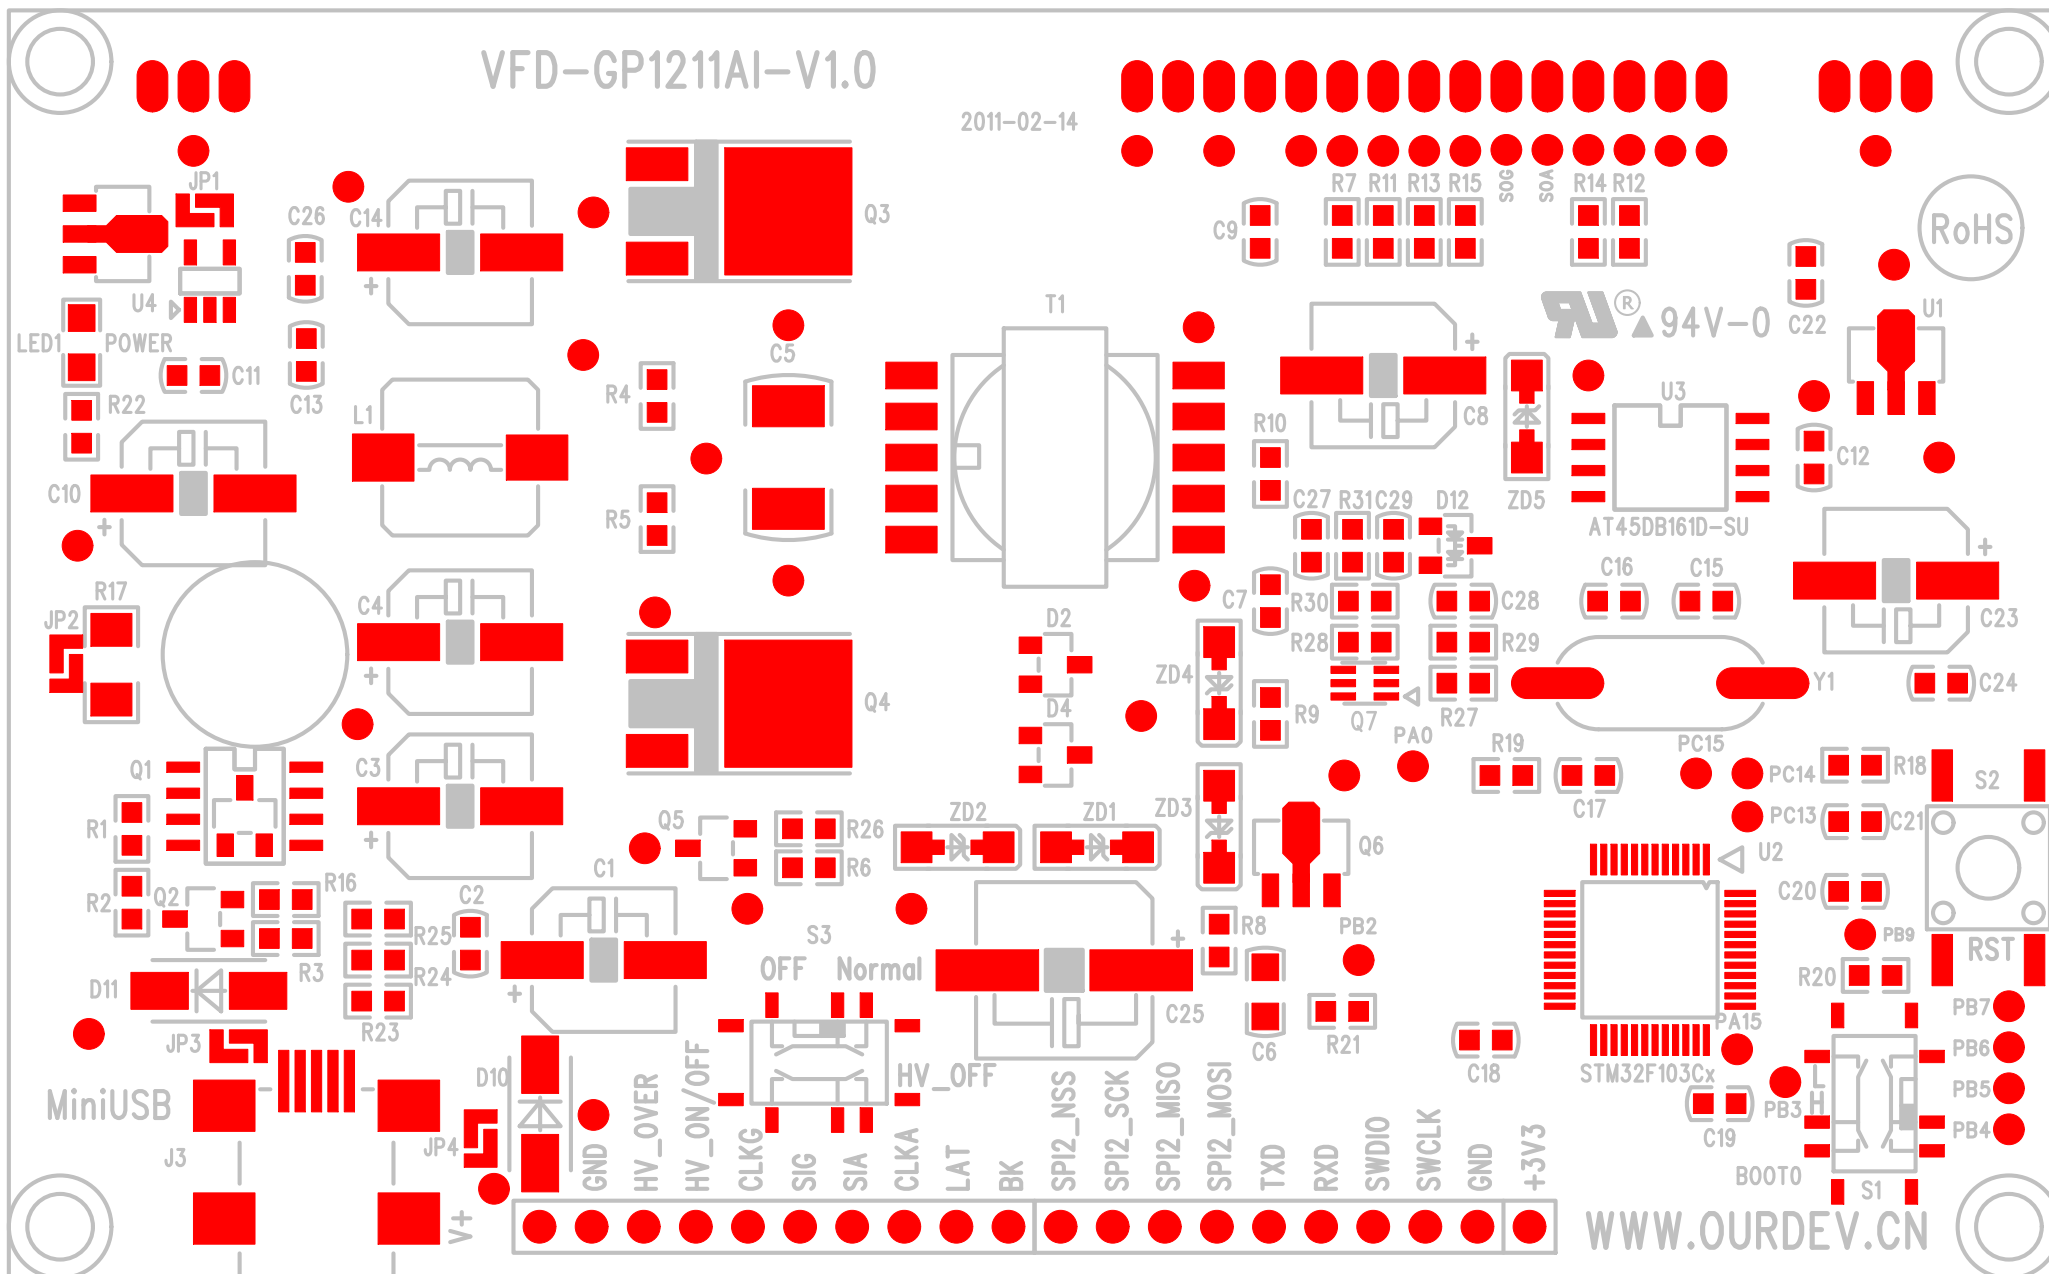 VFD-GP1211AI-V1.0
2011-02-14
JP1
C26
C14
Q3
C9
R7
R11
R13
R15
SOG
SOA
R14
R12
RoHS
U4
LED1
POWER
C11
C13
T1
C5
R4
94V-0
®
C22
U1
R22
L1
C8
U3
C10
R5
R10
C27
R31
C29
D12
ZD5
AT45DB161D-SU
C12
R17
JP2
C4
C7
R30
C28
C16
C15
C23
D2
R28
R29
ZD4
Q4
D4
R9
Q7
R27
Y1
C24
PA0
Q1
C3
R19
C17
PC15
PC14
R18
S2
R1
Q5
R26
R6
ZD2
ZD1
ZD3
Q6
PC13
C21
U2
R2
Q2
R16
C1
C2
C20
R25
R3
R24
S3
OFF
Normal
R8
PB2
PB9
RST
D11
R20
JP3
R23
C25
C6
R21
PA15
PB7
D10
HV_OFF
C18
STM32F103Cx
PB6
MiniUSB
L
H
PB3
PB5
PB4
J3
JP4
C19
BOOT0
S1
V+
GND
HV_OVER
HV_ON/OFF
CLKG
SIG
SIA
CLKA
LAT
BK
SPI2_NSS
SPI2_SCK
SPI2_MISO
SPI2_MOSI
TXD
RXD
SWDIO
SWCLK
GND
+3V3
WWW.OURDEV.CN